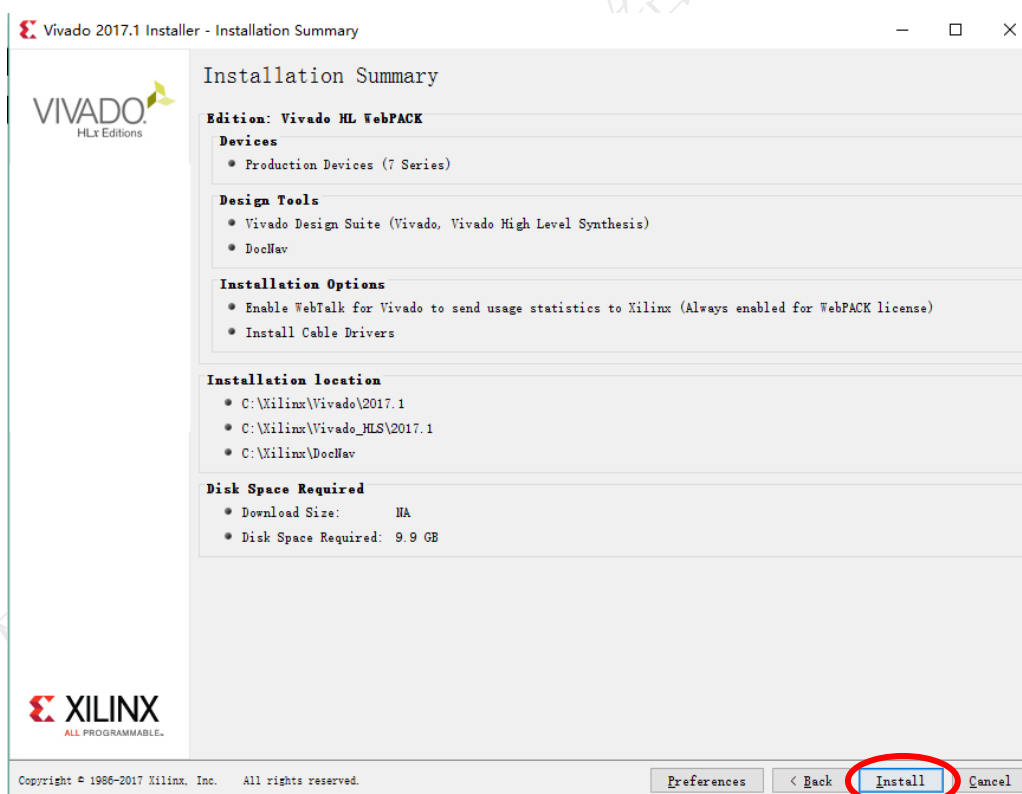 Vivado 2017.1 Installer - Installation Summary
VIVADO.
HLx Editions
Installation Summary
Edition: Vivado HL WebPACK
Devices
Production Devices (7 Series)
Design Tools
Vivado Design Suite (Vivado, Vivado High Level Synthesis)
DocNav
Installation Options
Enable WebTalk for Vivado to send usage statistics to Xilinx (Always enabled for WebPACK license)
Install Cable Drivers
Installation location
C:\Xilinx\Vivado\2017.1
C:\Xilinx\Vivado_HLS\2017.1
C:\Xilinx\DocNav
Disk Space Required
Download Size: NA
Disk Space Required: 9.9 GB
XILINX
ALL PROGRAMMABLE.
Copyright © 1986-2017 Xilinx, Inc. All rights reserved.
Preferences < Back Install Cancel